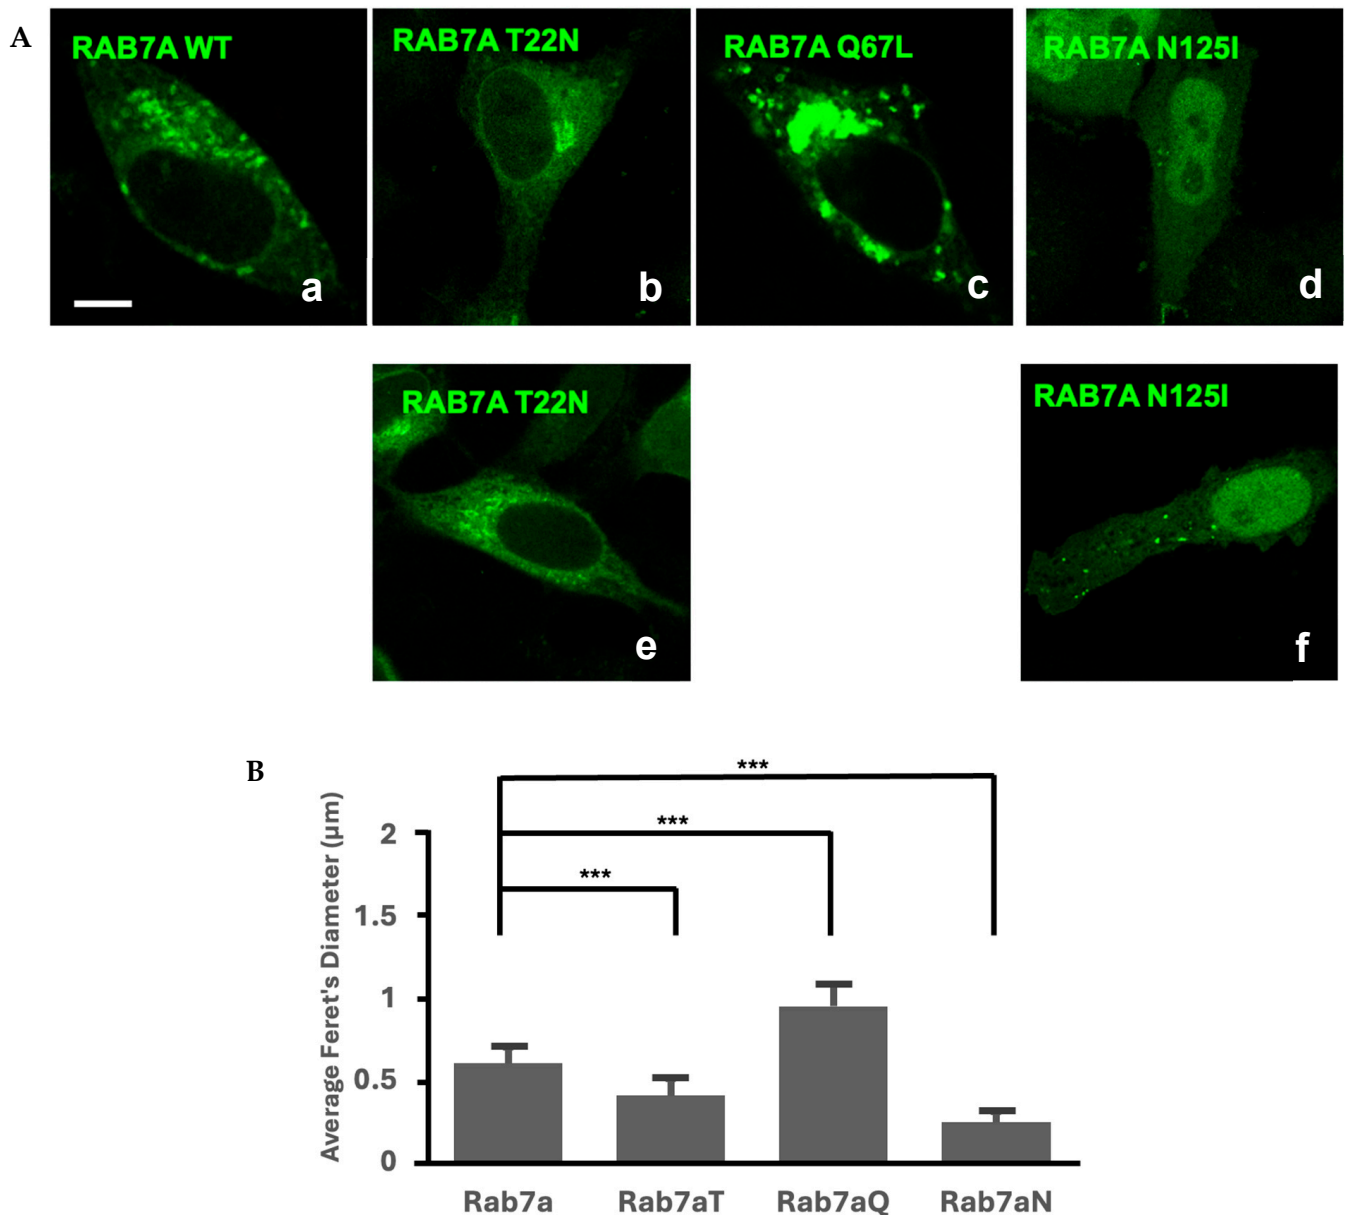 A
RAB7A WT
RAB7A T22N
RAB7A Q67L
RAB7A N125I
a
b
c
d
RAB7A T22N
RAB7A N125I
e
f
B
***
***
***
Average Feret's Diameter (µm)
2
1.5
1
0.5
0
Rab7a
Rab7aT
Rab7aQ
Rab7aN